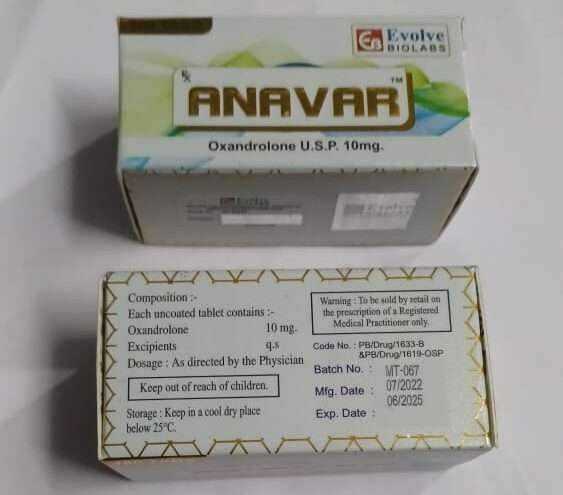 EB Evolve
BIOLABS
Rx
ANAVAR™
Oxandrolone U.S.P. 10mg.
Evolve
Composition :-
Each uncoated tablet contains :-
Oxandrolone 10 mg.
Excipients q.s
Dosage : As directed by the Physician
Keep out of reach of children.
Storage : Keep in a cool dry place
below 25°C.
Warning : To be sold by retail on
the prescription of a Registered
Medical Practitioner only.
Code No. : PB/Drug/1633-B
&PB/Drug/1619-OSP
Batch No. : MT-067
Mfg. Date : 07/2022
Exp. Date : 06/2025